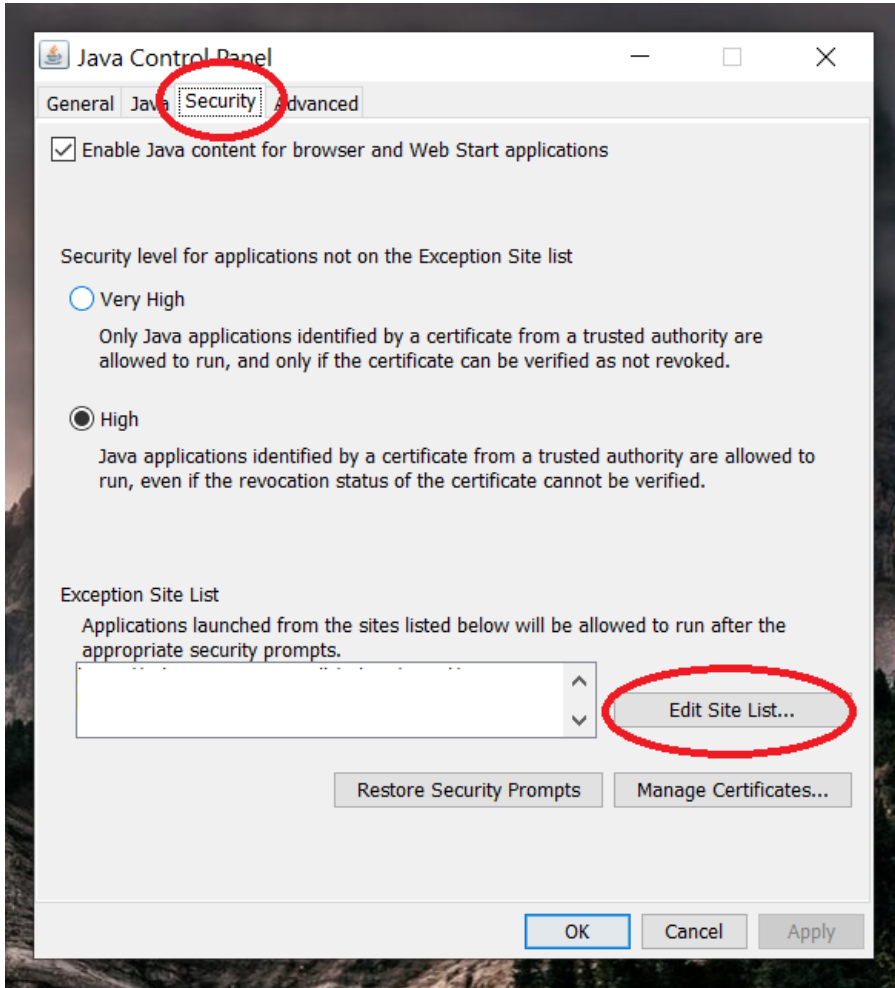 Java Control Panel
General Java Security Advanced
Enable Java content for browser and Web Start applications
Security level for applications not on the Exception Site list
Very High
Only Java applications identified by a certificate from a trusted authority are
allowed to run, and only if the certificate can be verified as not revoked.
High
Java applications identified by a certificate from a trusted authority are allowed to
run, even if the revocation status of the certificate cannot be verified.
Exception Site List
Applications launched from the sites listed below will be allowed to run after the
appropriate security prompts.
Edit Site List...
Restore Security Prompts Manage Certificates...
OK Cancel Apply